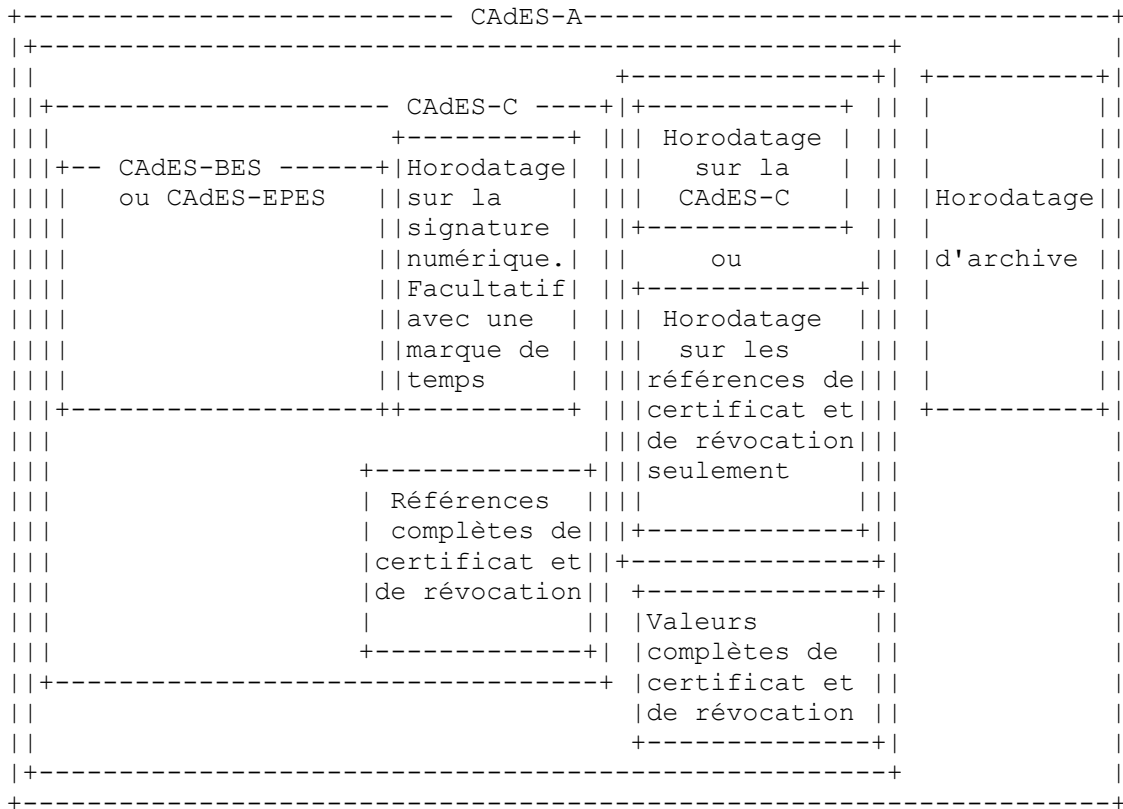 +--------------------------- CAdES-A---------------------------------+
|+-----------------------------------------------------+             |
||                                    +---------------+| +----------+|
||+---------------------- CAdES-C ----+|+------------+ || |          ||
|||                     +----------+ ||| Horodatage | || |          ||
|||+-- CAdES-BES ------+|Horodatage| |||   sur la   | || |          ||
||||   ou CAdES-EPES   ||sur la    | |||  CAdES-C   | || |Horodatage||
||||                   ||signature | ||+------------+ || |          ||
||||                   ||numérique.| ||     ou        || |d'archive ||
||||                   ||Facultatif| ||+-------------+|| |          ||
||||                   ||avec une  | ||| Horodatage  ||| |          ||
||||                   ||marque de | |||  sur les    ||| |          ||
||||                   ||temps     | |||références de||| |          ||
|||+-------------------++----------+ |||certificat et||| +----------+|
|||                                  |||de révocation|||             |
|||                   +-------------+|||seulement    |||             |
|||                   | Références  ||||             |||             |
|||                   | complètes de|||+-------------+||             |
|||                   |certificat et||+---------------+|             |
|||                   |de révocation|| +--------------+|             |
|||                   |             || |Valeurs       ||             |
|||                   +-------------+| |complètes de  ||             |
||+----------------------------------+ |certificat et ||             |
||                                     |de révocation ||             |
||                                     +--------------+|             |
|+-----------------------------------------------------+             |
+--------------------------------------------------------------------+